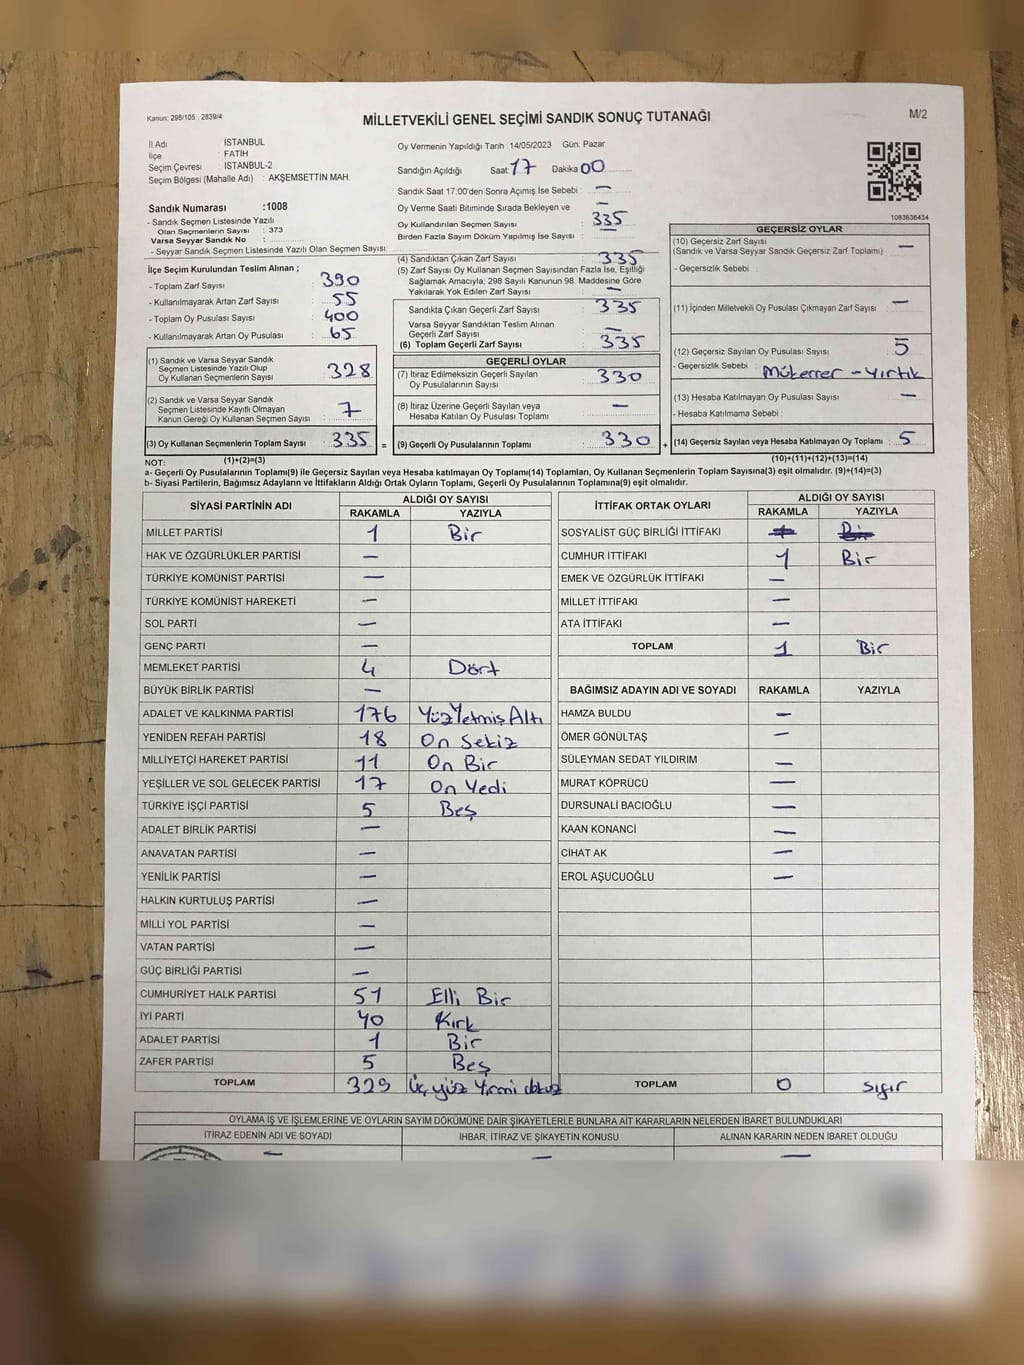 Kanun: 298/105 . 2839/4
MİLLETVEKİLİ GENEL SEÇİMİ SANDIK SONUÇ TUTANAĞI
M/2
İl Adı : İSTANBUL
İlçe : FATİH
Seçim Çevresi : İSTANBUL-2
Seçim Bölgesi (Mahalle Adı) : AKŞEMSETTİN MAH.
Oy Vermenin Yapıldığı Tarih : 14/05/2023 Gün: Pazar
Sandığın Açıldığı Saat: 17 Dakika 00
Sandık Saat 17:00'den Sonra Açımış İse Sebebi : —
Oy Verme Saati Bitiminde Sırada Bekleyen ve : —
Oy Kullandırılan Seçmen Sayısı : 335
Birden Fazla Sayım Döküm Yapılmış İse Sayısı : —
1083636434
Sandık Numarası :1008
- Sandık Seçmen Listesinde Yazılı
Olan Seçmenlerin Sayısı : 373
Varsa Seyyar Sandık No :
- Seyyar Sandık Seçmen Listesinde Yazılı Olan Seçmen Sayısı:
İlçe Seçim Kurulundan Teslim Alınan ;
- Toplam Zarf Sayısı : 390
- Kullanılmayarak Artan Zarf Sayısı : 55
- Toplam Oy Pusulası Sayısı : 400
- Kullanılmayarak Artan Oy Pusulası : 65
(1) Sandık ve Varsa Seyyar Sandık
Seçmen Listesinde Yazılı Olup
Oy Kullanan Seçmenlerin Sayısı : 328
(2) Sandık ve Varsa Seyyar Sandık
Seçmen Listesinde Kayıtlı Olmayan
Kanun Gereği Oy Kullanan Seçmen Sayısı : 7
(3) Oy Kullanan Seçmenlerin Toplam Sayısı : 335
(1)+(2)=(3)
(4) Sandıktan Çıkan Zarf Sayısı : 335
(5) Zarf Sayısı Oy Kullanan Seçmen Sayısından Fazla İse, Eşitliği
Sağlamak Amacıyla, 298 Sayılı Kanunun 98. Maddesine Göre
Yakılarak Yok Edilen Zarf Sayısı : —
Sandıkta Çıkan Geçerli Zarf Sayısı : 335
Varsa Seyyar Sandıktan Teslim Alınan
Geçerli Zarf Sayısı : —
(6) Toplam Geçerli Zarf Sayısı : 335
GEÇERLİ OYLAR
(7) İtiraz Edilmeksizin Geçerli Sayılan
Oy Pusulalarının Sayısı : 330
(8) İtiraz Üzerine Geçerli Sayılan veya
Hesaba Katılan Oy Pusulası Toplamı : —
= (9) Geçerli Oy Pusulalarının Toplamı : 330 +
GEÇERSİZ OYLAR
(10) Geçersiz Zarf Sayısı
(Sandık ve Varsa Seyyar Sandık Geçersiz Zarf Toplamı) : —
- Geçersizlik Sebebi :
(11) İçinden Milletvekili Oy Pusulası Çıkmayan Zarf Sayısı : —
(12) Geçersiz Sayılan Oy Pusulası Sayısı : 5
- Geçersizlik Sebebi : Mükerrer - Yırtık
(13) Hesaba Katılmayan Oy Pusulası Sayısı : —
- Hesaba Katılmama Sebebi :
(14) Geçersiz Sayılan veya Hesaba Katılmayan Oy Toplamı : 5
(10)+(11)+(12)+(13)=(14)
NOT:
a- Geçerli Oy Pusulalarının Toplamı(9) ile Geçersiz Sayılan veya Hesaba katılmayan Oy Toplamı(14) Toplamları, Oy Kullanan Seçmenlerin Toplam Sayısına(3) eşit olmalıdır. (9)+(14)=(3)
b- Siyasi Partilerin, Bağımsız Adayların ve İttifakların Aldığı Ortak Oyların Toplamı, Geçerli Oy Pusulalarının Toplamına(9) eşit olmalıdır.
SİYASİ PARTİNİN ADI ALDIĞI OY SAYISI
RAKAMLA YAZIYLA
MİLLET PARTİSİ 1 Bir
HAK VE ÖZGÜRLÜKLER PARTİSİ —
TÜRKİYE KOMÜNİST PARTİSİ —
TÜRKİYE KOMÜNİST HAREKETİ —
SOL PARTİ —
GENÇ PARTİ —
MEMLEKET PARTİSİ 4 Dört
BÜYÜK BİRLİK PARTİSİ —
ADALET VE KALKINMA PARTİSİ 176 YüzYetmiş Altı
YENİDEN REFAH PARTİSİ 18 On Sekiz
MİLLİYETÇİ HAREKET PARTİSİ 11 On Bir
YEŞİLLER VE SOL GELECEK PARTİSİ 17 On Yedi
TÜRKİYE İŞÇİ PARTİSİ 5 Beş
ADALET BİRLİK PARTİSİ —
ANAVATAN PARTİSİ —
YENİLİK PARTİSİ —
HALKIN KURTULUŞ PARTİSİ —
MİLLİ YOL PARTİSİ —
VATAN PARTİSİ —
GÜÇ BİRLİĞİ PARTİSİ —
CUMHURİYET HALK PARTİSİ 51 Elli Bir
İYİ PARTİ 40 Kırk
ADALET PARTİSİ 1 Bir
ZAFER PARTİSİ 5 Beş
TOPLAM 329 Üç yüz Yirmi dokuz
İTTİFAK ORTAK OYLARI ALDIĞI OY SAYISI
RAKAMLA YAZIYLA
SOSYALİST GÜÇ BİRLİĞİ İTTİFAKI 1 Bir
CUMHUR İTTİFAKI 1 Bir
EMEK VE ÖZGÜRLÜK İTTİFAKI —
MİLLET İTTİFAKI —
ATA İTTİFAKI —
TOPLAM 1 Bir
BAĞIMSIZ ADAYIN ADI VE SOYADI RAKAMLA YAZIYLA
HAMZA BULDU —
ÖMER GÖNÜLTAŞ —
SÜLEYMAN SEDAT YILDIRIM —
MURAT KÖPRÜCÜ —
DURSUNALİ BACIOĞLU —
KAAN KONANCİ —
CİHAT AK —
EROL AŞUCUOĞLU —
TOPLAM 0 Sıfır
OYLAMA İŞ VE İŞLEMLERİNE VE OYLARIN SAYIM DÖKÜMÜNE DAİR ŞİKAYETLERLE BUNLARA AİT KARARLARIN NELERDEN İBARET BULUNDUKLARI
İTİRAZ EDENİN ADI VE SOYADI İHBAR, İTİRAZ VE ŞİKAYETİN KONUSU ALINAN KARARIN NEDEN İBARET OLDUĞU
— — —